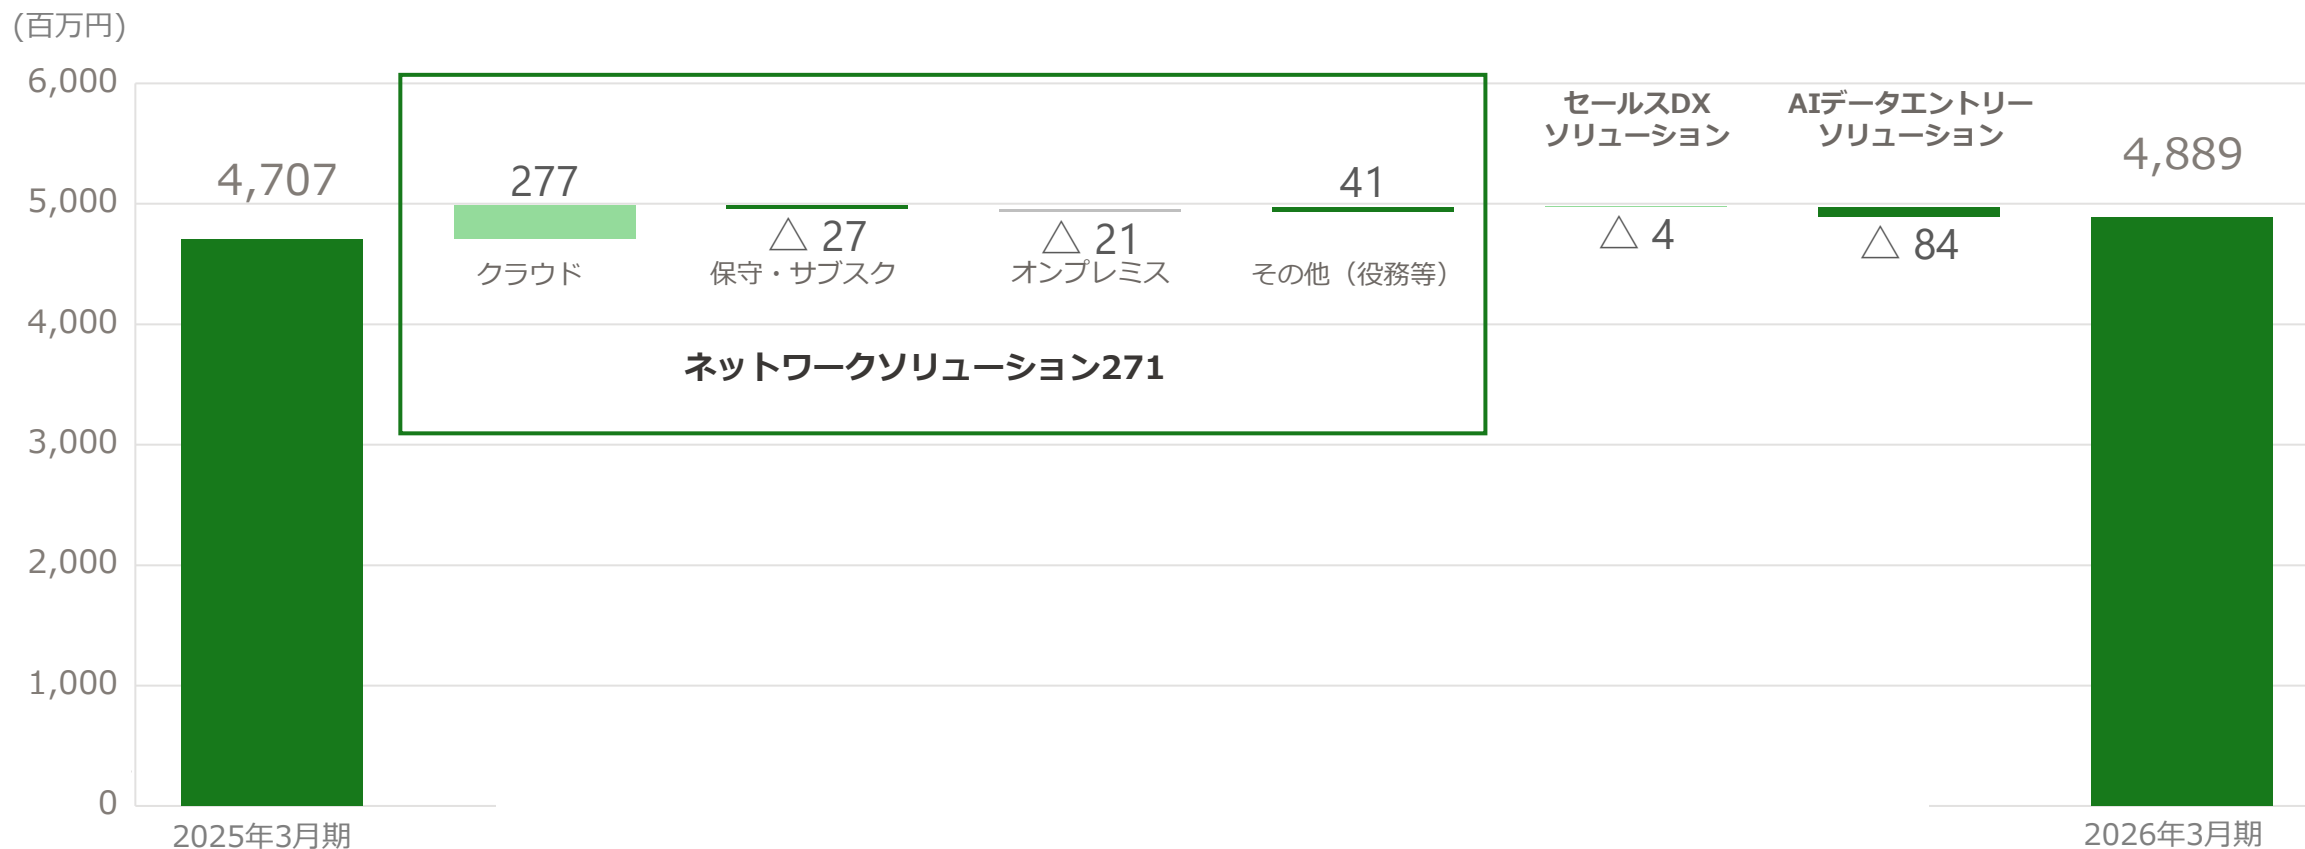 (百万円)
6,000
5,000
4,000
3,000
2,000
1,000
0
4,707
277
△ 27
△ 21
41
クラウド
保守・サブスク
オンプレミス
その他（役務等）
ネットワークソリューション271
セールスDX
ソリューション
△ 4
AIデータエントリー
ソリューション
△ 84
4,889
2025年3月期
2026年3月期